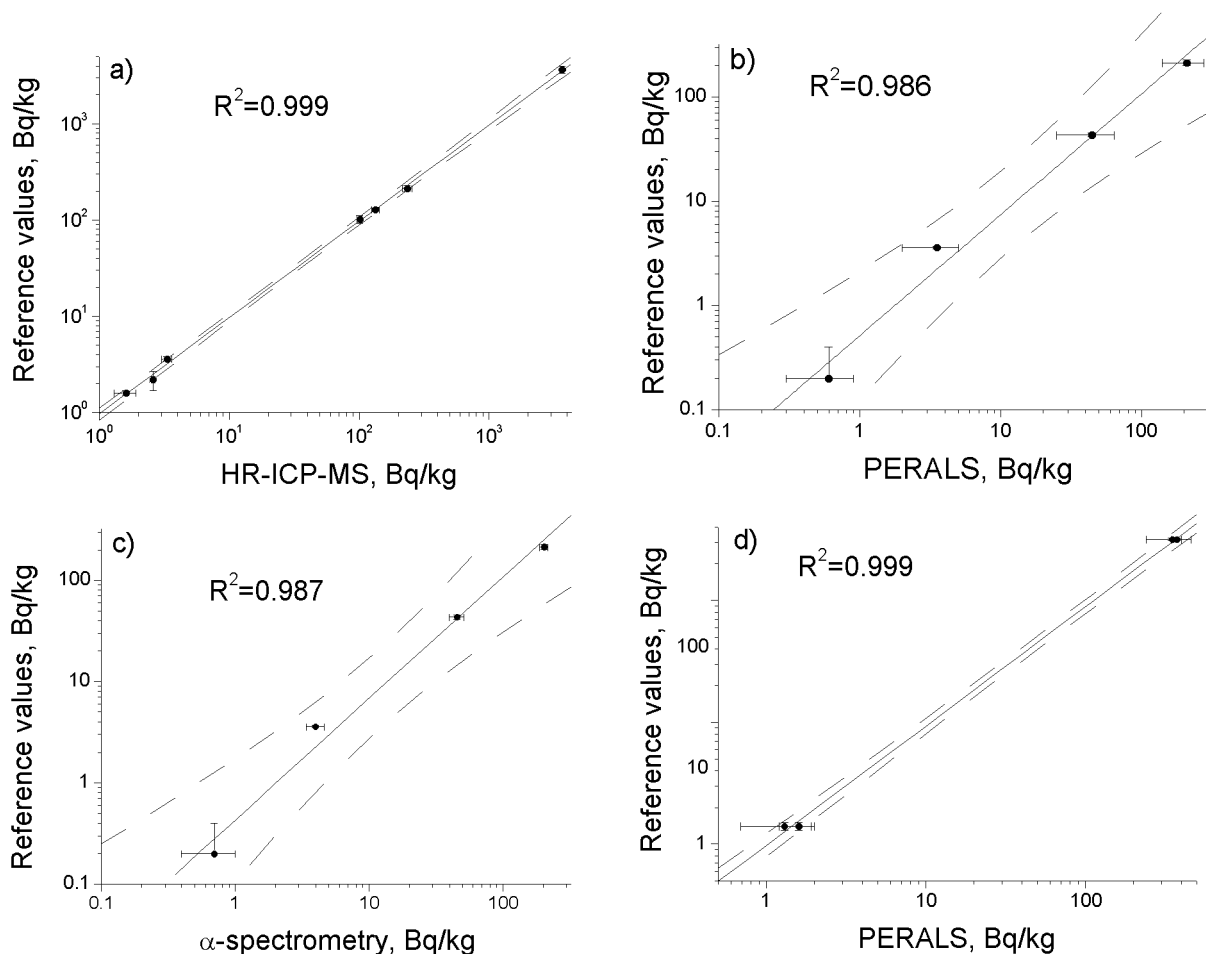 a)
R²=0.999
Reference values, Bq/kg
10³
10²
10¹
10⁰
10⁰ 10¹ 10² 10³
HR-ICP-MS, Bq/kg
b)
R²=0.986
Reference values, Bq/kg
100
10
1
0.1
0.1 1 10 100
PERALS, Bq/kg
c)
R²=0.987
Reference values, Bq/kg
100
10
1
0.1
0.1 1 10 100
α-spectrometry, Bq/kg
d)
R²=0.999
Reference values, Bq/kg
100
10
1
1 10 100
PERALS, Bq/kg